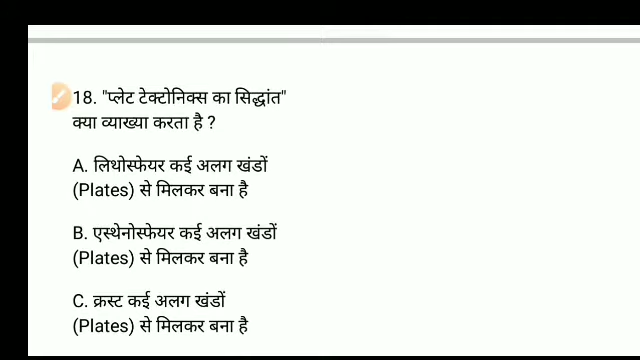 18. "प्लेट टेक्टोनिक्स का सिद्धांत"
क्या व्याख्या करता है ?
A. लिथोस्फेयर कई अलग खंडों
(Plates) से मिलकर बना है
B. एस्थेनोस्फेयर कई अलग खंडों
(Plates) से मिलकर बना है
C. क्रस्ट कई अलग खंडों
(Plates) से मिलकर बना है